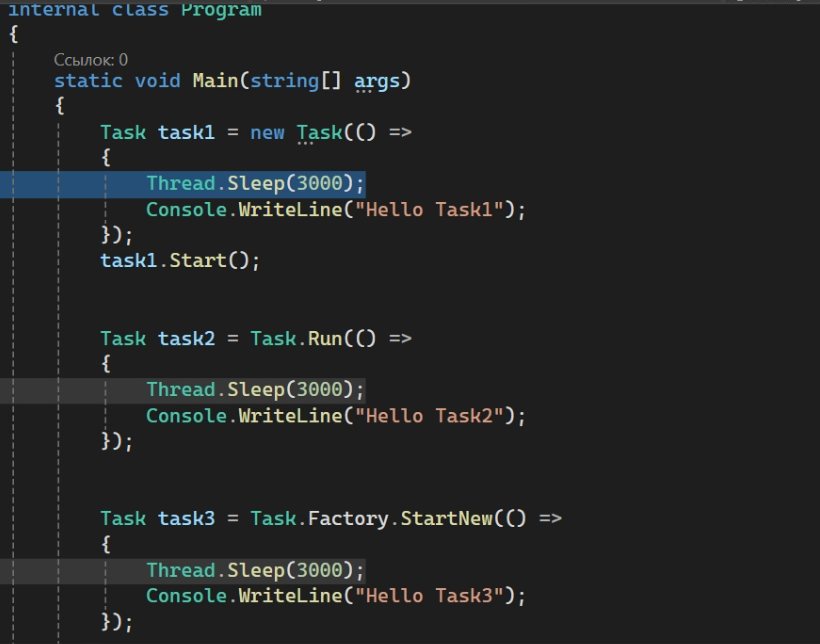 internal class Program
{
Ссылок: 0
static void Main(string[] args)
{
Task task1 = new Task(() =>
{
Thread.Sleep(3000);
Console.WriteLine("Hello Task1");
});
task1.Start();
Task task2 = Task.Run(() =>
{
Thread.Sleep(3000);
Console.WriteLine("Hello Task2");
});
Task task3 = Task.Factory.StartNew(() =>
{
Thread.Sleep(3000);
Console.WriteLine("Hello Task3");
});